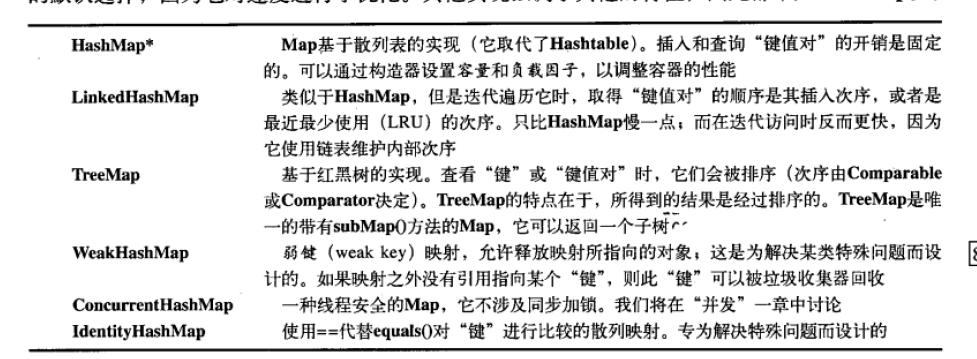 HashMap* Map基于散列表的实现（它取代了Hashtable）。插入和查询“键值对”的开销是固定
的。可以通过构造器设置容量和负载因子，以调整容器的性能
LinkedHashMap 类似于HashMap，但是迭代遍历它时，取得“键值对”的顺序是其插入次序，或者是
最近最少使用（LRU）的次序。只比HashMap慢一点；而在迭代访问时反而更快，因为
它使用链表维护内部次序
TreeMap 基于红黑树的实现。查看“键”或“键值对”时，它们会被排序（次序由Comparable
或Comparator决定）。TreeMap的特点在于，所得到的结果是经过排序的。TreeMap是唯
一的带有subMap()方法的Map，它可以返回一个子树
WeakHashMap 弱键（weak key）映射，允许释放映射所指向的对象；这是为解决某类特殊问题而设
计的。如果映射之外没有引用指向某个“键”，则此“键”可以被垃圾收集器回收
ConcurrentHashMap 一种线程安全的Map，它不涉及同步加锁。我们将在“并发”一章中讨论
IdentityHashMap 使用==代替equals()对“键”进行比较的散列映射。专为解决特殊问题而设计的